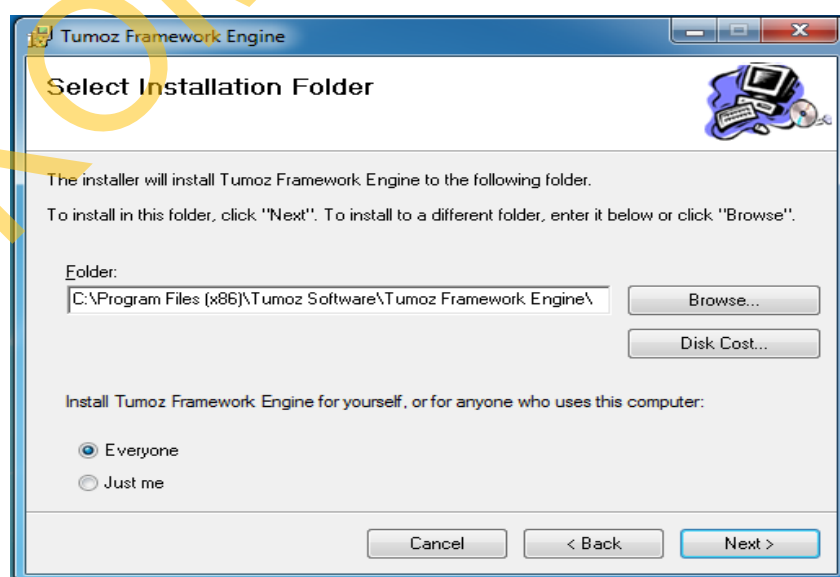 Tumoz Framework Engine
Select Installation Folder
The installer will install Tumoz Framework Engine to the following folder.
To install in this folder, click "Next". To install to a different folder, enter it below or click "Browse".
Folder:
C:\Program Files (x86)\Tumoz Software\Tumoz Framework Engine\
Browse...
Disk Cost...
Install Tumoz Framework Engine for yourself, or for anyone who uses this computer:
Everyone
Just me
Cancel
< Back
Next >